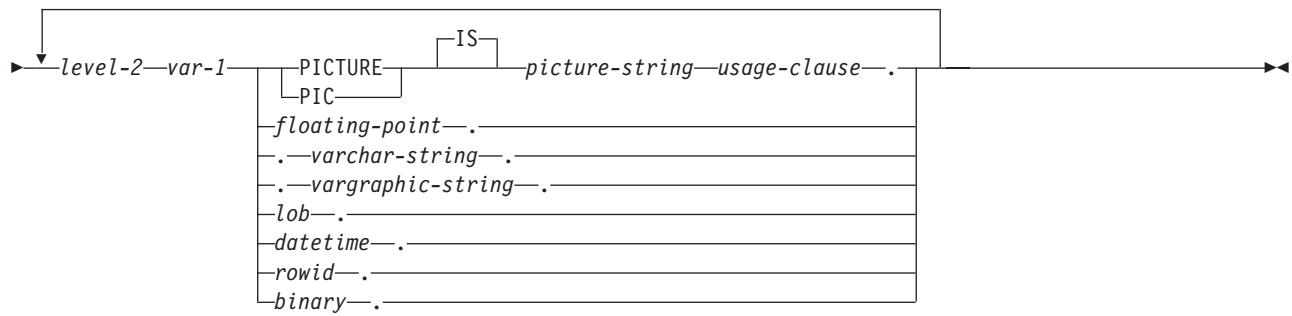 IS
level-2 var-1 PICTURE picture-string usage-clause .
PIC
floating-point .
. varchar-string .
. vargraphic-string .
lob .
datetime .
rowid .
binary .